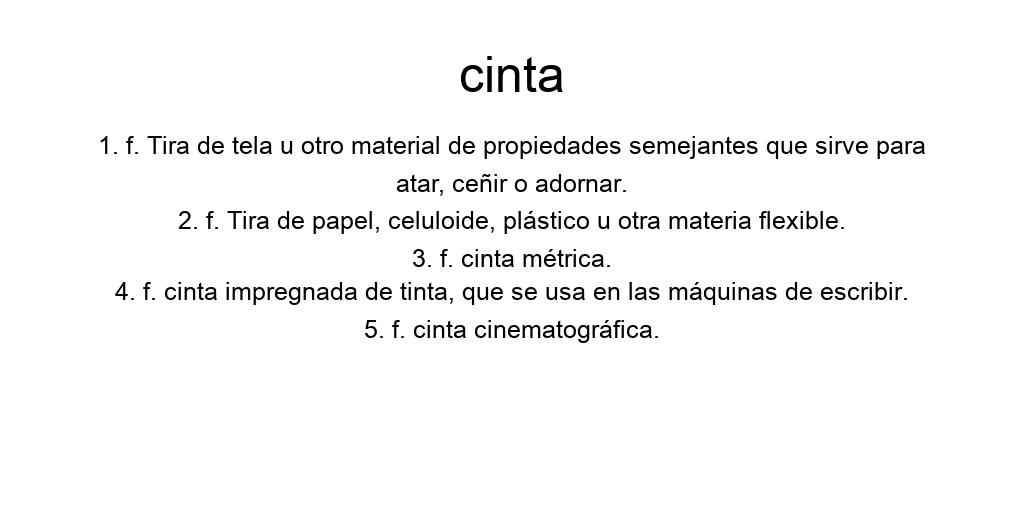 cinta
1. f. Tira de tela u otro material de propiedades semejantes que sirve para
atar, ceñir o adornar.
2. f. Tira de papel, celuloide, plástico u otra materia flexible.
3. f. cinta métrica.
4. f. cinta impregnada de tinta, que se usa en las máquinas de escribir.
5. f. cinta cinematográfica.